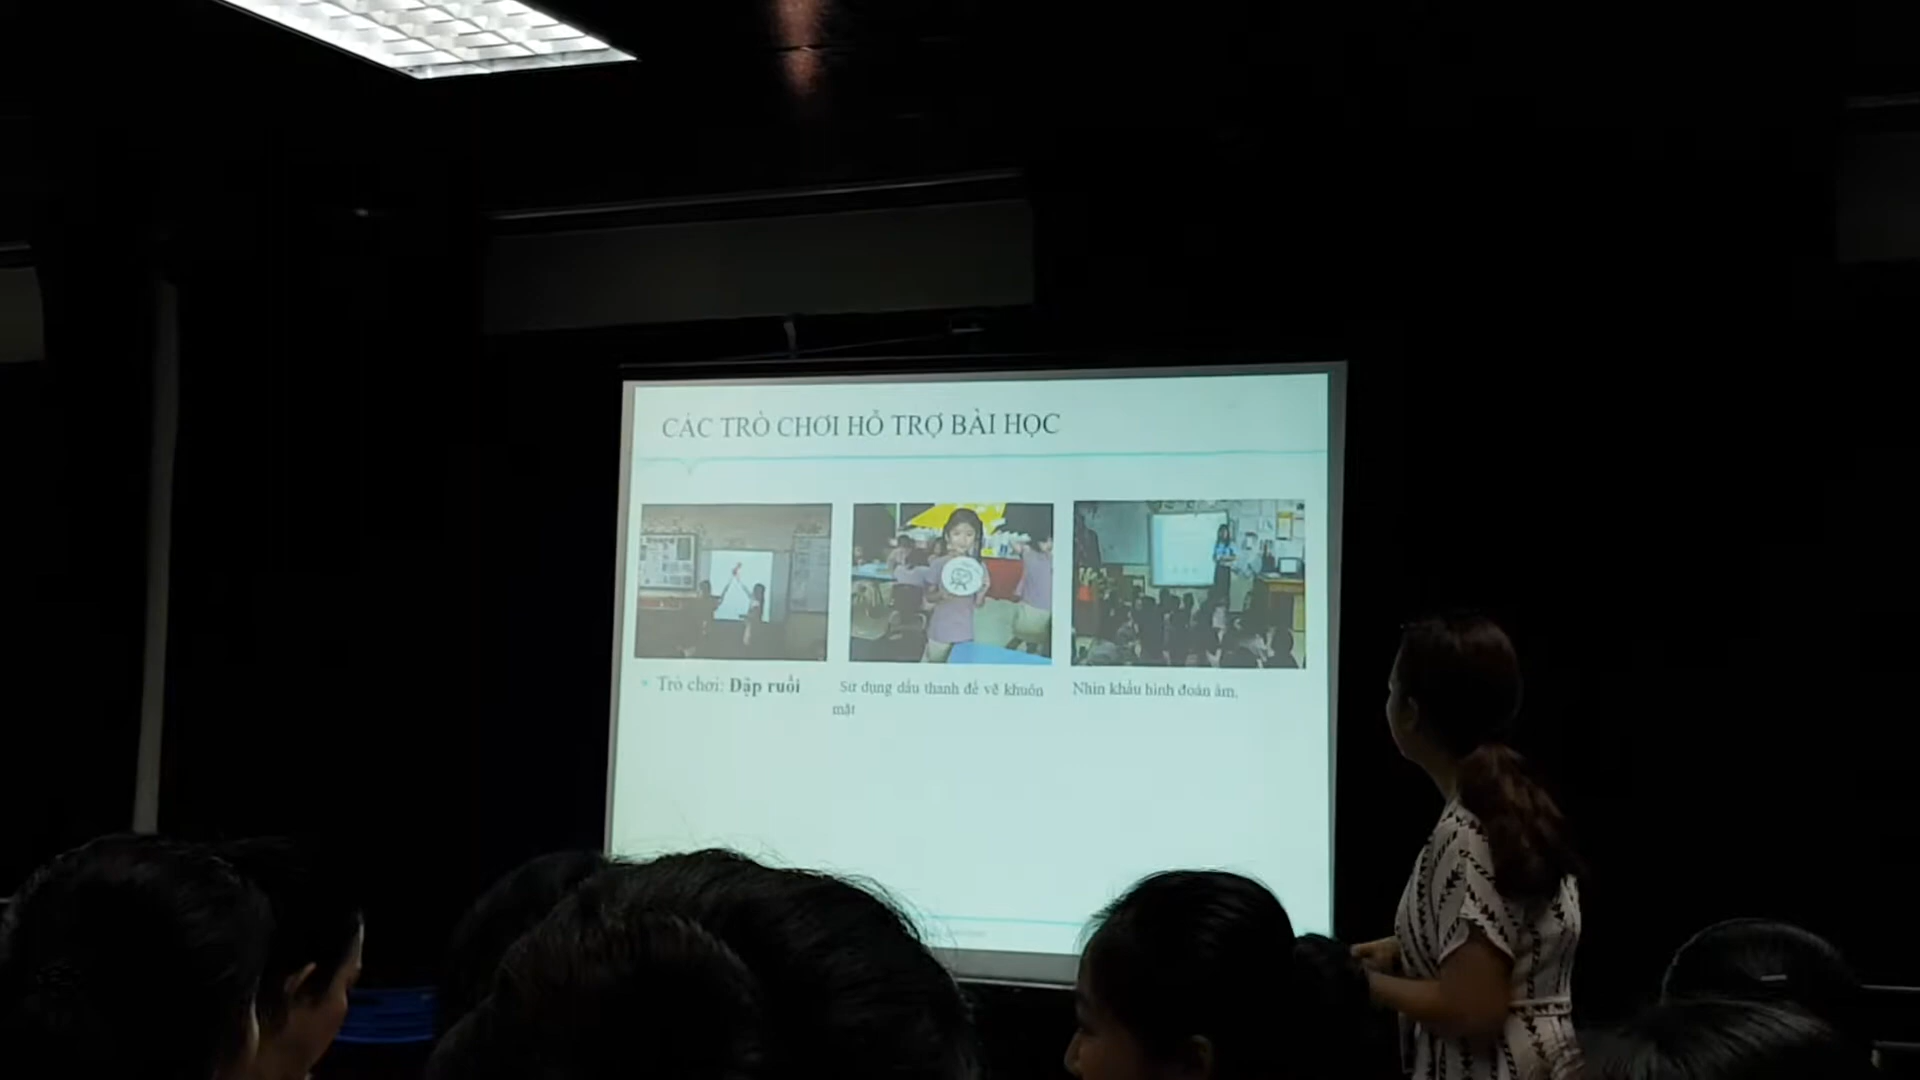 CÁC TRÒ CHƠI HỖ TRỢ BÀI HỌC
Trò chơi: Đập ruồi
Sử dụng dấu thanh để vẽ khuôn
mặt
Nhìn khẩu hình đoán âm.